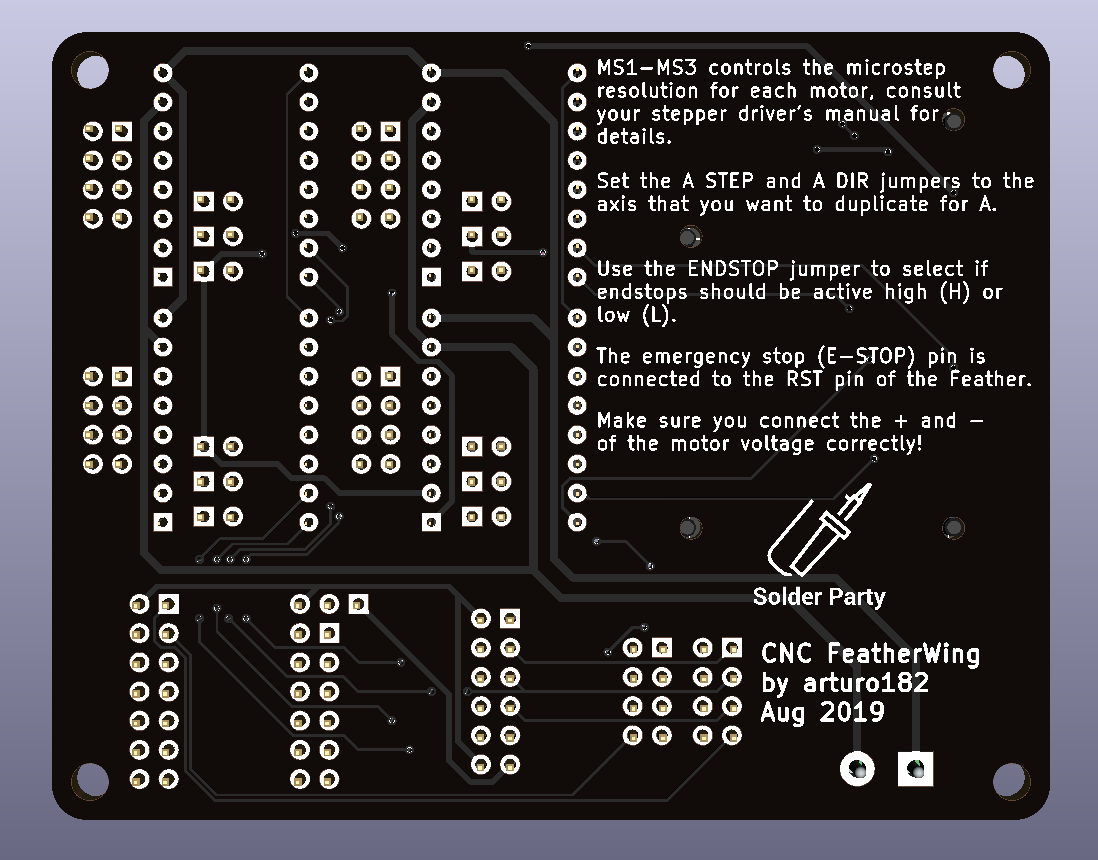 MS1-MS3 controls the microstep
resolution for each motor, consult
your stepper driver's manual for
details.
Set the A STEP and A DIR jumpers to the
axis that you want to duplicate for A.
Use the ENDSTOP jumper to select if
endstops should be active high (H) or
low (L).
The emergency stop (E-STOP) pin is
connected to the RST pin of the Feather.
Make sure you connect the + and -
of the motor voltage correctly!
Solder Party
CNC FeatherWing
by arturo182
Aug 2019